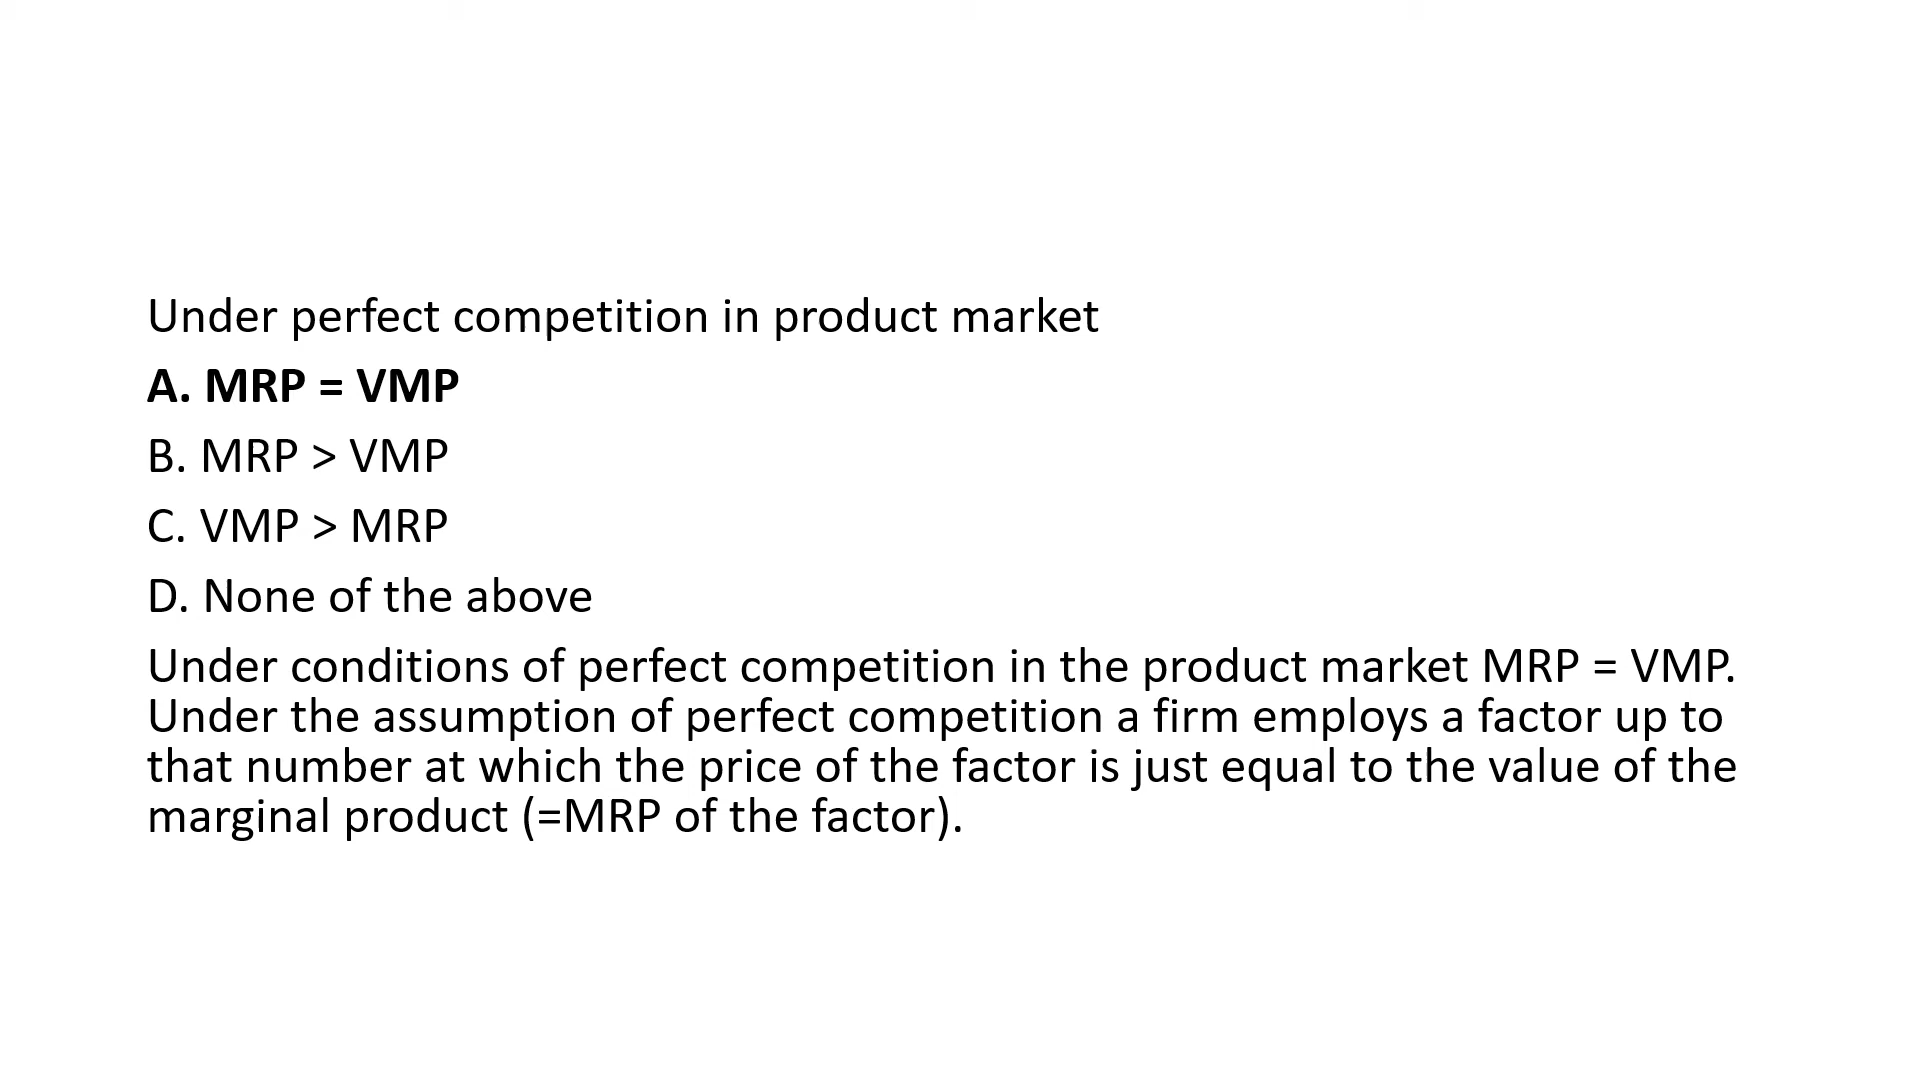 Under perfect competition in product market
A. MRP = VMP
B. MRP > VMP
C. VMP > MRP
D. None of the above
Under conditions of perfect competition in the product market MRP = VMP.
Under the assumption of perfect competition a firm employs a factor up to
that number at which the price of the factor is just equal to the value of the
marginal product (=MRP of the factor).